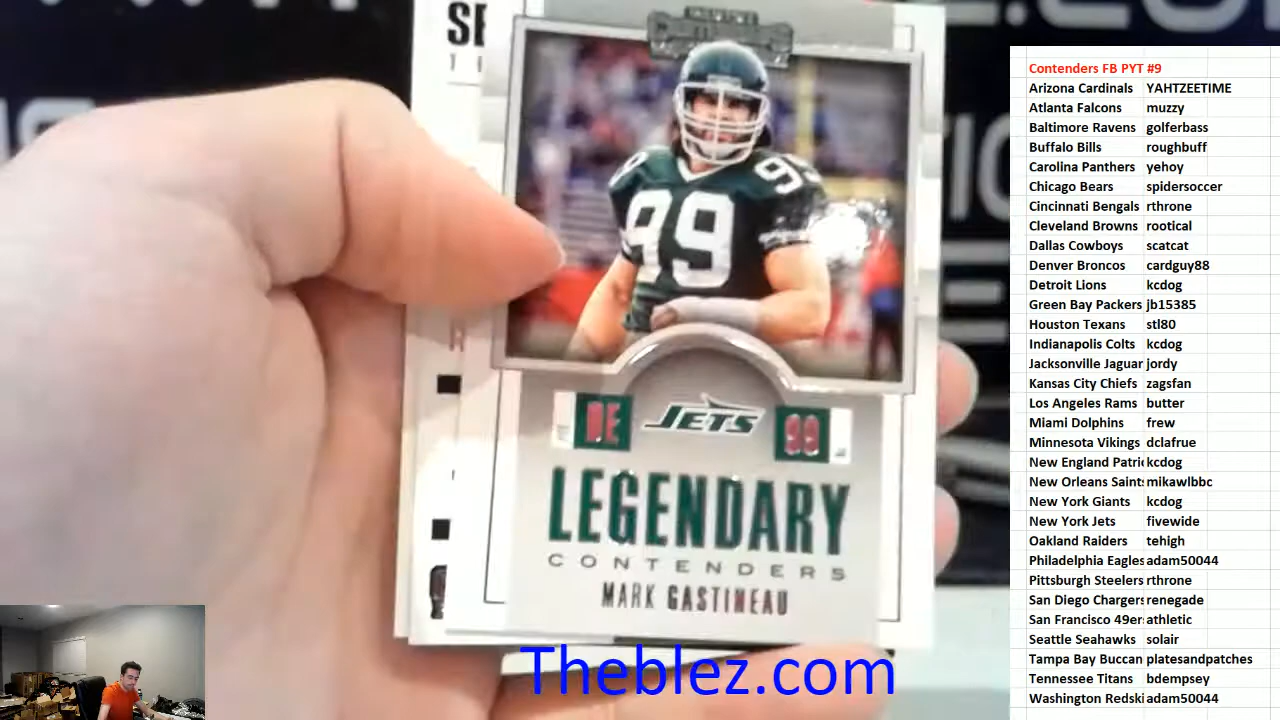 SE
99
99
DE
JETS
99
LEGENDARY
CONTENDERS
MARK GASTINEAU
Theblez.com
Contenders FB PYT #9
Arizona Cardinals YAHTZEETIME
Atlanta Falcons muzzy
Baltimore Ravens golferbass
Buffalo Bills roughbuff
Carolina Panthers yehoy
Chicago Bears spidersoccer
Cincinnati Bengals rthrone
Cleveland Browns rootical
Dallas Cowboys scatcat
Denver Broncos cardguy88
Detroit Lions kcdog
Green Bay Packers jb15385
Houston Texans stl80
Indianapolis Colts kcdog
Jacksonville Jaguar jordy
Kansas City Chiefs zagsfan
Los Angeles Rams butter
Miami Dolphins frew
Minnesota Vikings dclafrue
New England Patric kcdog
New Orleans Saints mikawlbbc
New York Giants kcdog
New York Jets fivewide
Oakland Raiders tehigh
Philadelphia Eagles adam50044
Pittsburgh Steelers rthrone
San Diego Chargers renegade
San Francisco 49er athletic
Seattle Seahawks solair
Tampa Bay Buccan platesandpatches
Tennessee Titans bdempsey
Washington Redski adam50044